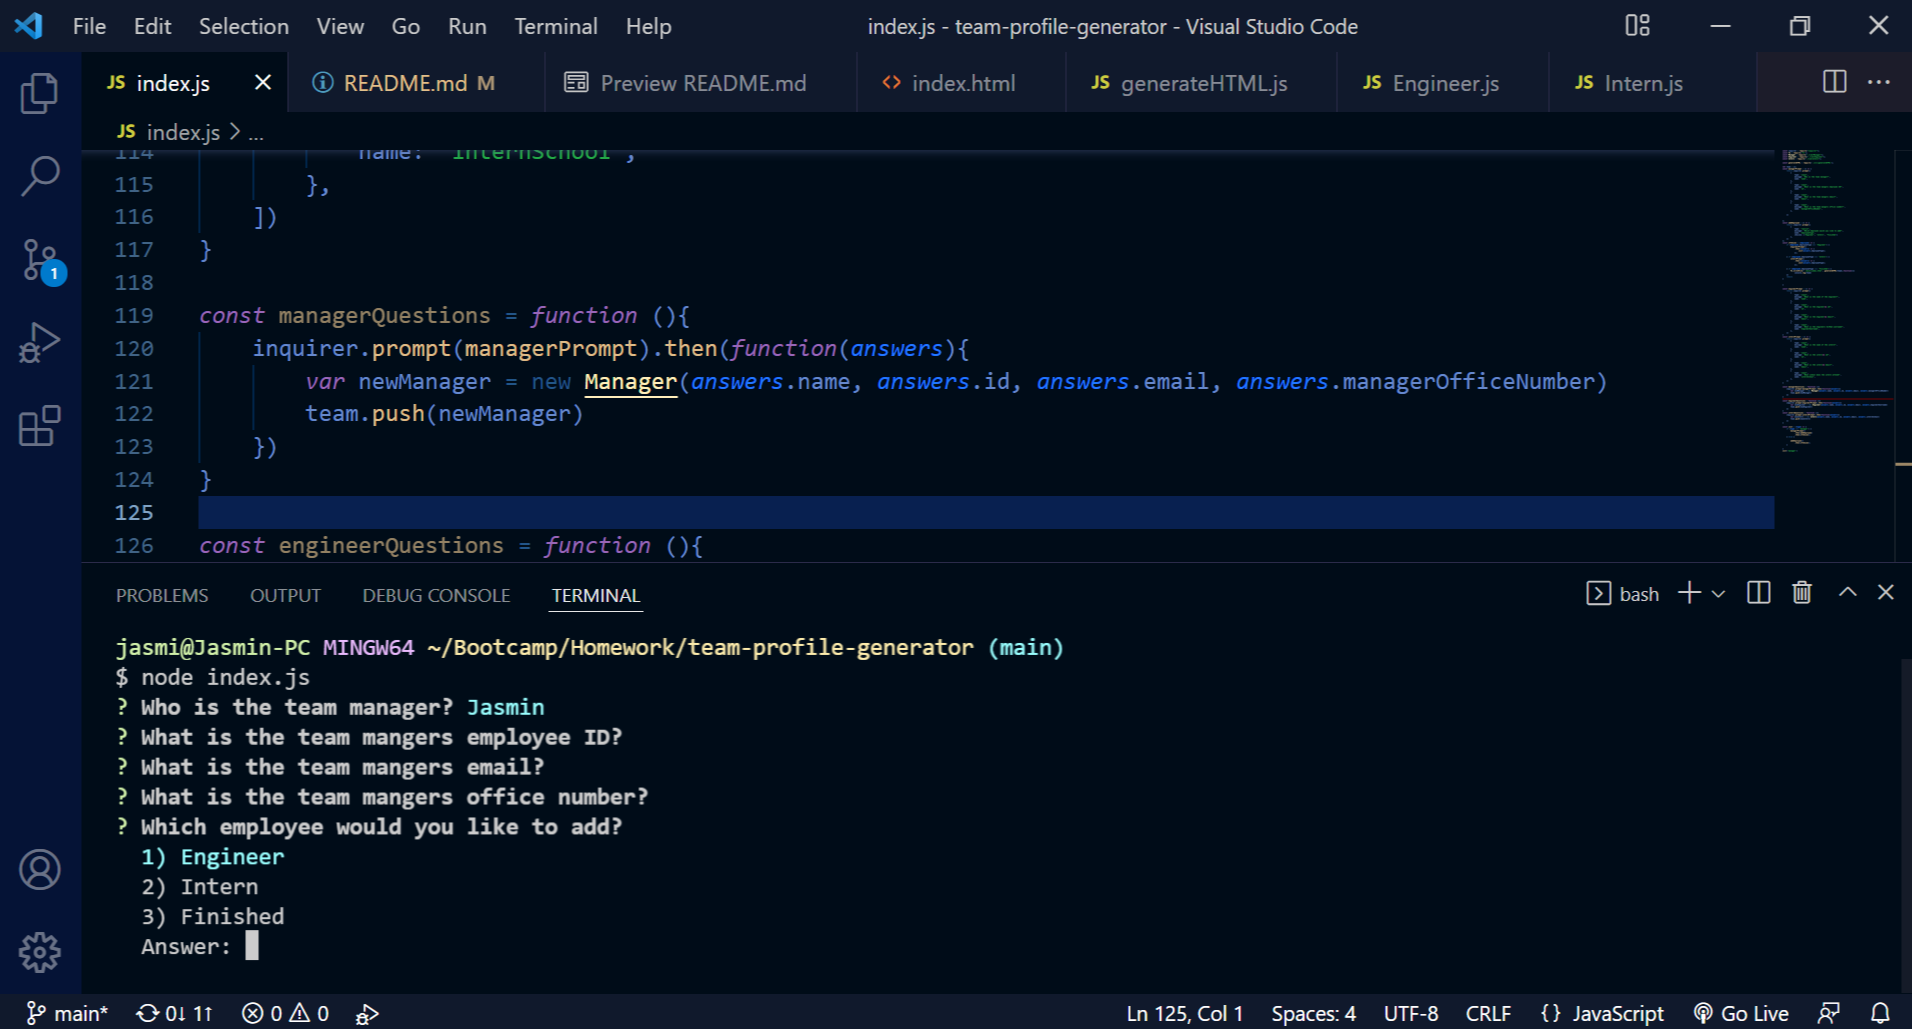 File Edit Selection View Go Run Terminal Help index.js - team-profile-generator - Visual Studio Code
JS index.js README.md M Preview README.md index.html JS generateHTML.js JS Engineer.js JS Intern.js ...
JS index.js > ...
114 name: "internSchool",
115 },
116 ])
117 }
118
119 const managerQuestions = function (){
120 inquirer.prompt(managerPrompt).then(function(answers){
121 var newManager = new Manager(answers.name, answers.id, answers.email, answers.managerOfficeNumber)
122 team.push(newManager)
123 })
124 }
125
126 const engineerQuestions = function (){
1
PROBLEMS OUTPUT DEBUG CONSOLE TERMINAL bash
jasmi@Jasmin-PC MINGW64 ~/Bootcamp/Homework/team-profile-generator (main)
$ node index.js
? Who is the team manager? Jasmin
? What is the team mangers employee ID?
? What is the team mangers email?
? What is the team mangers office number?
? Which employee would you like to add?
1) Engineer
2) Intern
3) Finished
Answer:
main* 0↓ 1↑ 0 0 Ln 125, Col 1 Spaces: 4 UTF-8 CRLF {} JavaScript Go Live